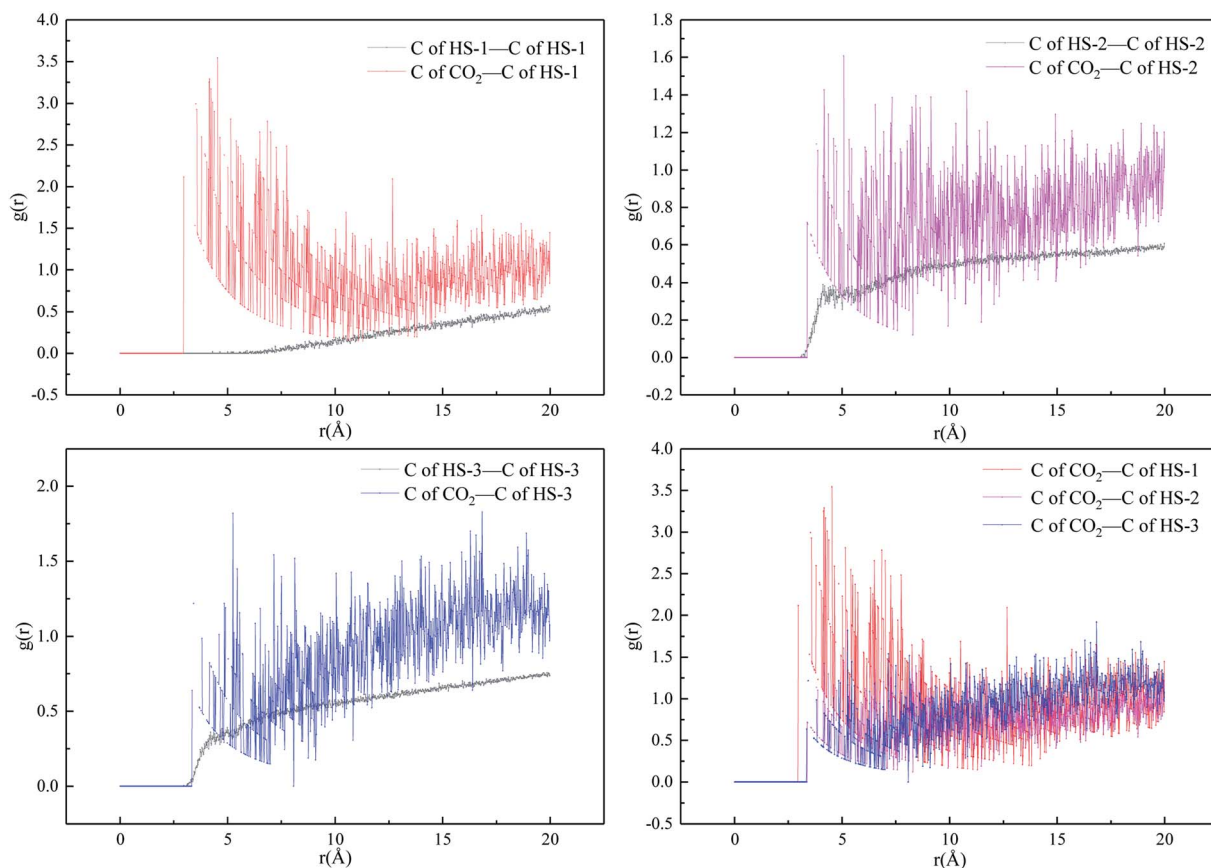 4.0
3.5
3.0
2.5
2.0
1.5
1.0
0.5
0.0
-0.5
g(r)
C of HS-1—C of HS-1
C of CO₂—C of HS-1
0 5 10 15 20
r(Å)
1.8
1.6
1.4
1.2
1.0
0.8
0.6
0.4
0.2
0.0
-0.2
g(r)
C of HS-2—C of HS-2
C of CO₂—C of HS-2
0 5 10 15 20
r(Å)
2.0
1.5
1.0
0.5
0.0
g(r)
C of HS-3—C of HS-3
C of CO₂—C of HS-3
0 5 10 15 20
r(Å)
4.0
3.5
3.0
2.5
2.0
1.5
1.0
0.5
0.0
-0.5
g(r)
C of CO₂—C of HS-1
C of CO₂—C of HS-2
C of CO₂—C of HS-3
0 5 10 15 20
r(Å)